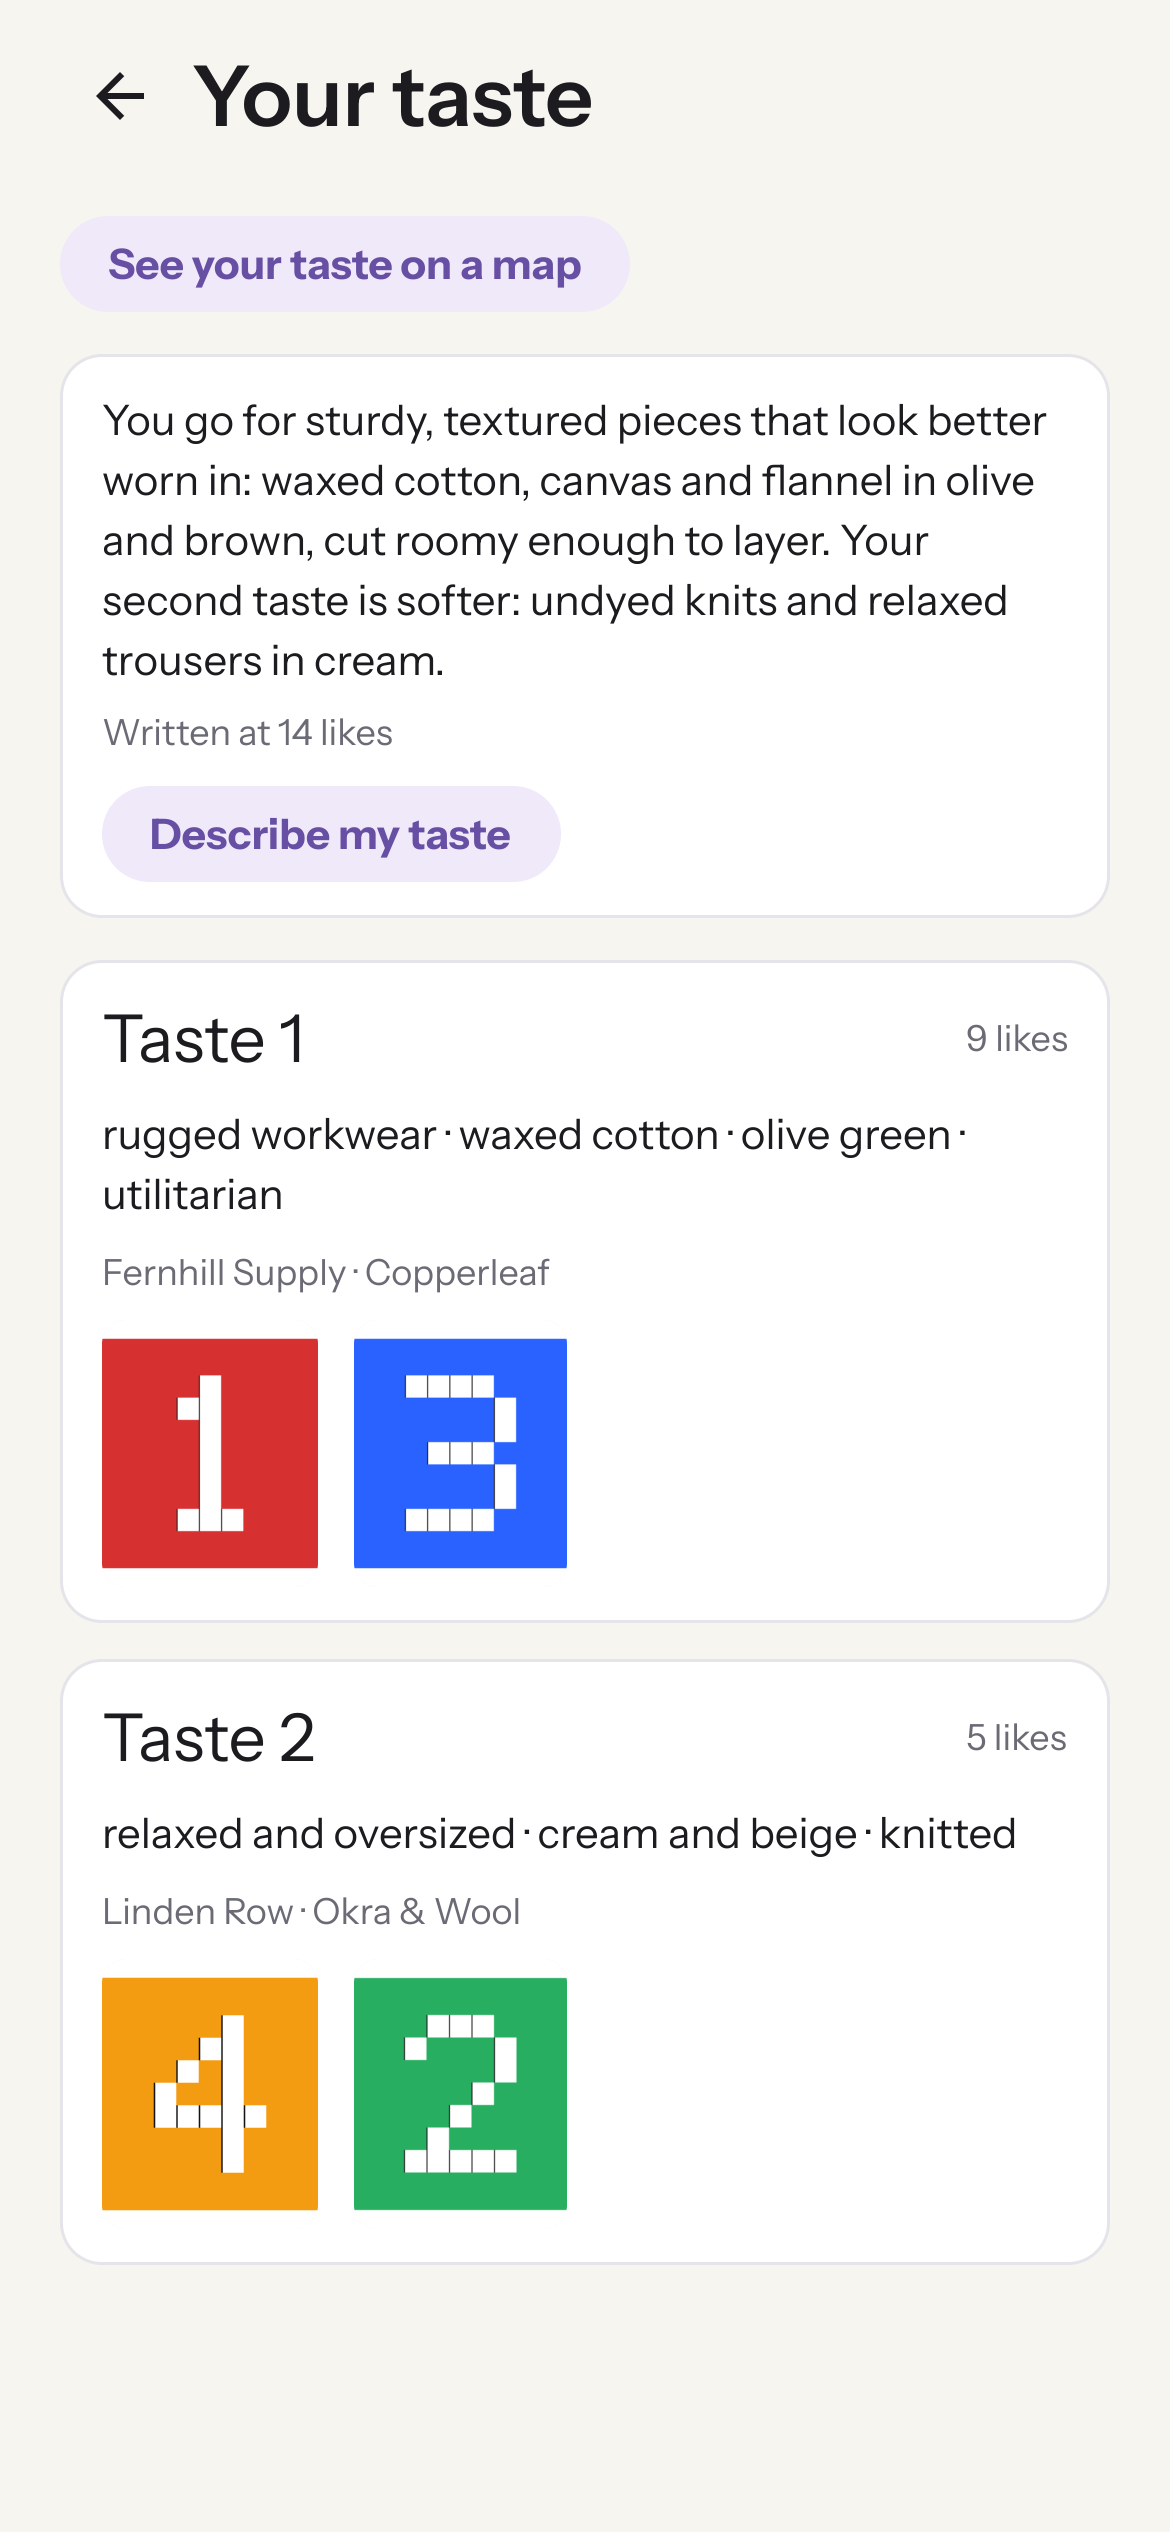 Your taste
See your taste on a map
You go for sturdy, textured pieces that look better
worn in: waxed cotton, canvas and flannel in olive
and brown, cut roomy enough to layer. Your
second taste is softer: undyed knits and relaxed
trousers in cream.
Written at 14 likes
Describe my taste
Taste 1
9 likes
rugged workwear · waxed cotton · olive green ·
utilitarian
Fernhill Supply · Copperleaf
1
3
Taste 2
5 likes
relaxed and oversized · cream and beige · knitted
Linden Row · Okra & Wool
4
2